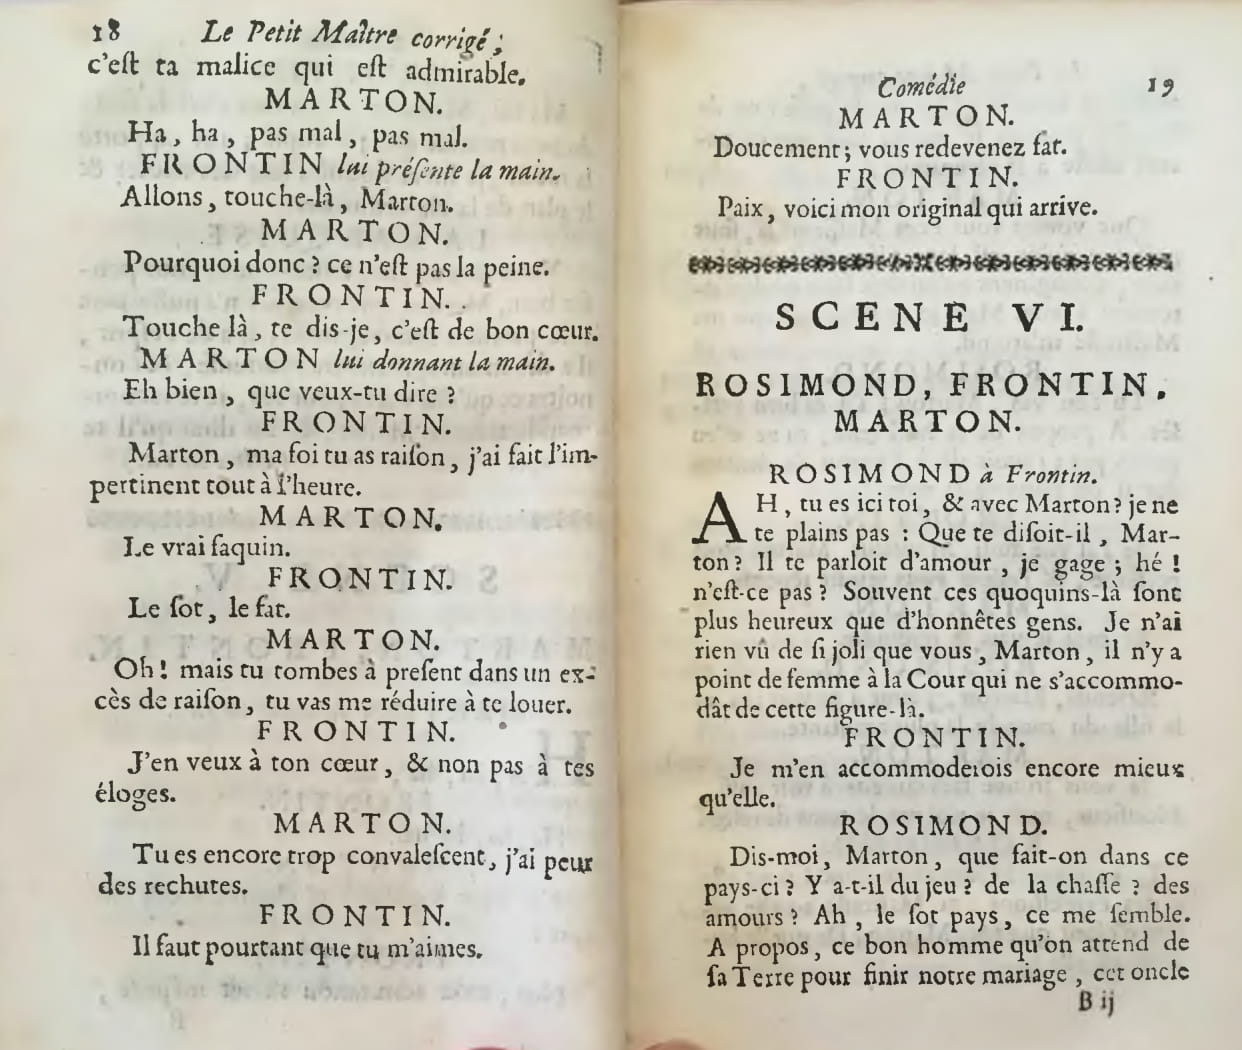 18 Le Petit Maître corrigé;
c'eſt ta malice qui eſt admirable.
MARTON.
Ha, ha, pas mal, pas mal.
FRONTIN lui préſente la main.
Allons, touche-là, Marton.
MARTON.
Pourquoi donc? ce n'eſt pas la peine.
FRONTIN.
Touche là, te dis-je, c'eſt de bon cœur.
MARTON lui donnant la main.
Eh bien, que veux-tu dire?
FRONTIN.
Marton, ma foi tu as raiſon, j'ai fait l'im-
pertinent tout à l'heure.
MARTON.
Le vrai faquin.
FRONTIN.
Le ſot, le fat.
MARTON.
Oh! mais tu tombes à preſent dans un ex-
cès de raiſon, tu vas me réduire à te louer.
FRONTIN.
J'en veux à ton cœur, & non pas à tes
éloges.
MARTON.
Tu es encore trop convaleſcent, j'ai peur
des rechutes.
FRONTIN.
Il faut pourtant que tu m'aimes.
Comédie 19
MARTON.
Doucement; vous redevenez fat.
FRONTIN.
Paix, voici mon original qui arrive.
SCENE VI.
ROSIMOND, FRONTIN,
MARTON.
ROSIMOND à Frontin.
AH, tu es ici toi, & avec Marton? je ne
te plains pas: Que te diſoit-il, Mar-
ton? Il te parloit d'amour, je gage; hé!
n'eſt-ce pas? Souvent ces quoquins-là ſont
plus heureux que d'honnêtes gens. Je n'ai
rien vû de ſi joli que vous, Marton, il n'y a
point de femme à la Cour qui ne s'accommo-
dât de cette figure-là.
FRONTIN.
Je m'en accommoderois encore mieux
qu'elle.
ROSIMOND.
Dis-moi, Marton, que fait-on dans ce
pays-ci? Y a-t-il du jeu? de la chaſſe? des
amours? Ah, le ſot pays, ce me ſemble.
A propos, ce bon homme qu'on attend de
ſa Terre pour finir notre mariage, cet oncle
B ij